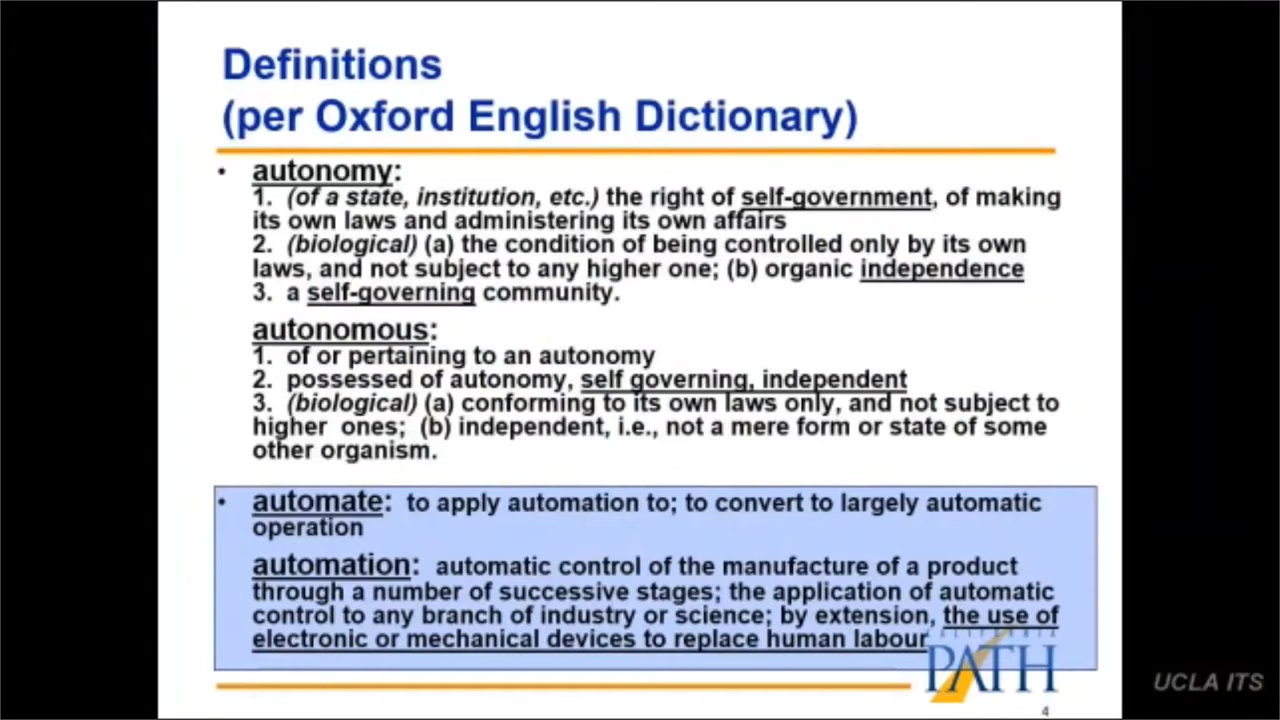 Definitions
(per Oxford English Dictionary)
• autonomy:
1. (of a state, institution, etc.) the right of self-government, of making
its own laws and administering its own affairs
2. (biological) (a) the condition of being controlled only by its own
laws, and not subject to any higher one; (b) organic independence
3. a self-governing community.
autonomous:
1. of or pertaining to an autonomy
2. possessed of autonomy, self governing, independent
3. (biological) (a) conforming to its own laws only, and not subject to
higher ones; (b) independent, i.e., not a mere form or state of some
other organism.
• automate: to apply automation to; to convert to largely automatic
operation
automation: automatic control of the manufacture of a product
through a number of successive stages; the application of automatic
control to any branch of industry or science; by extension, the use of
electronic or mechanical devices to replace human labour
CALIFORNIA
PATH
UCLA ITS
4